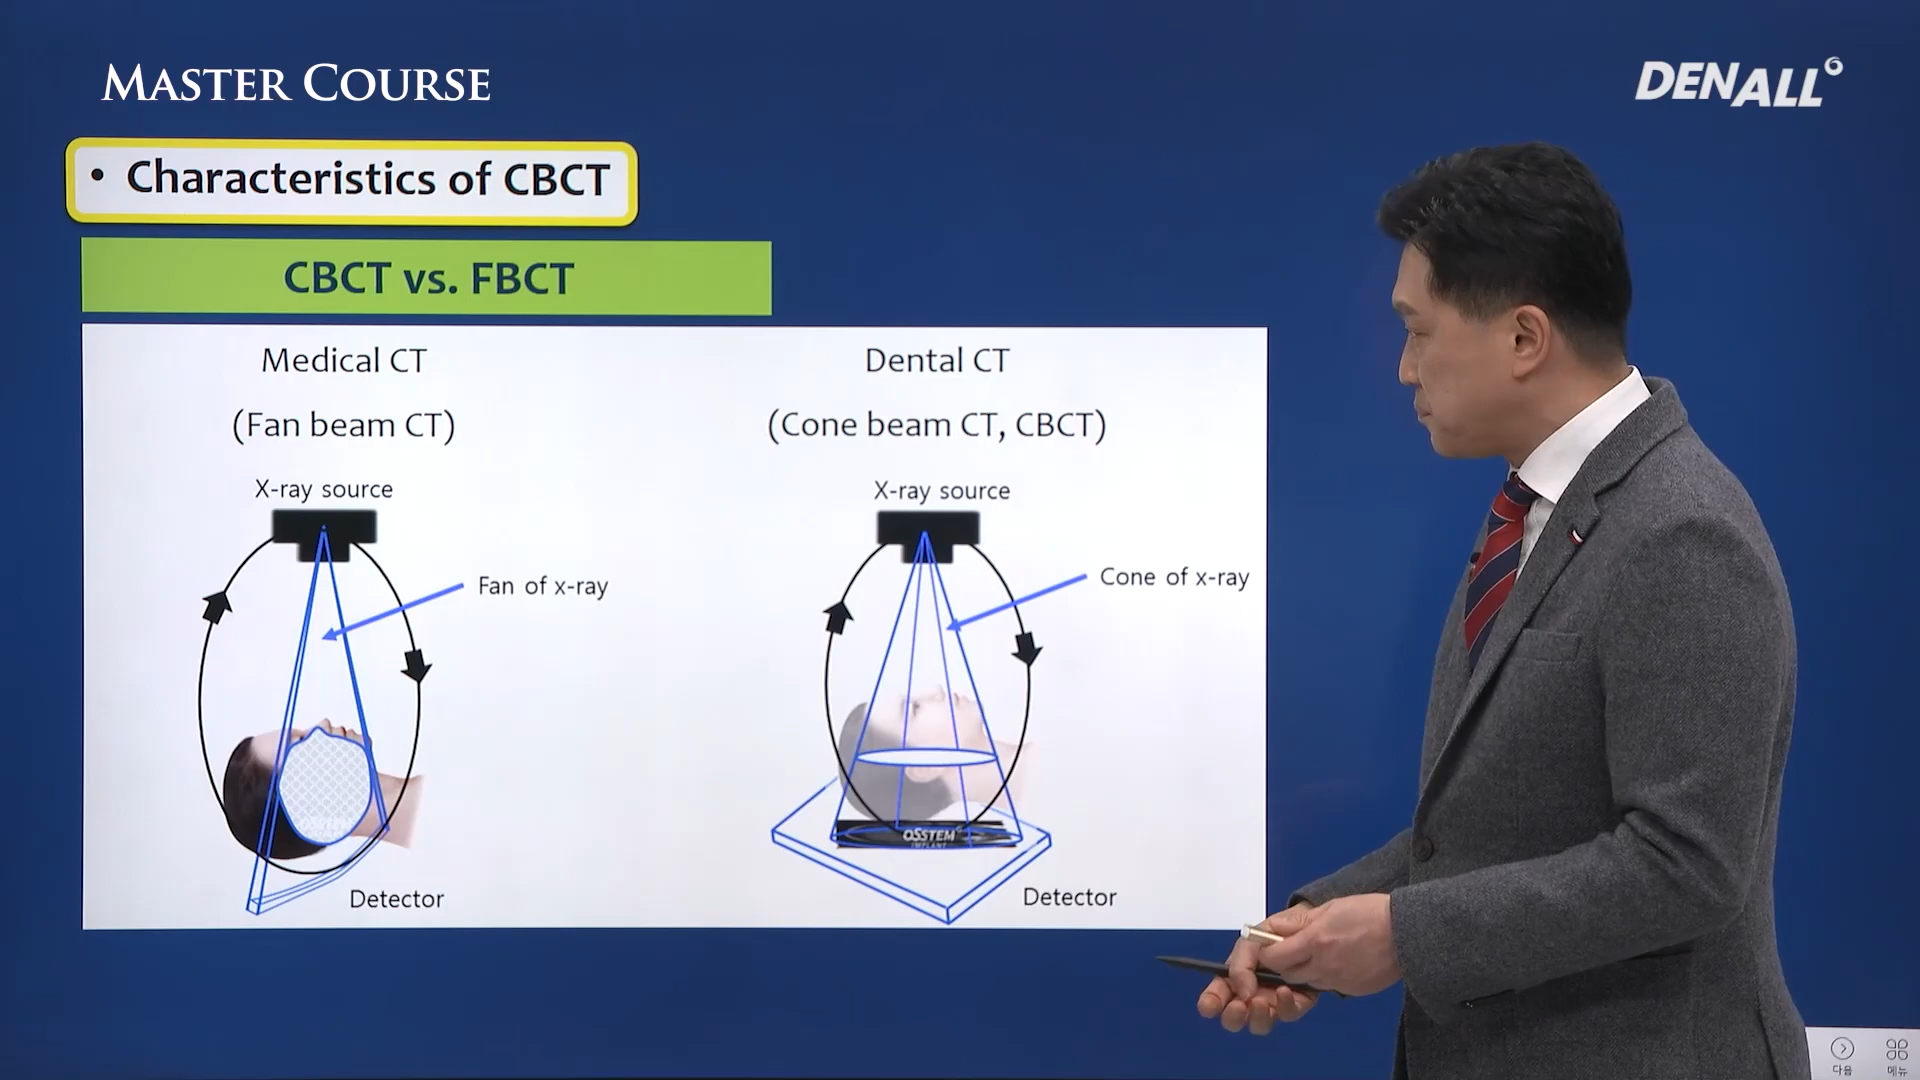 MASTER COURSE
DENALL
• Characteristics of CBCT
CBCT vs. FBCT
Medical CT
(Fan beam CT)
X-ray source
Fan of x-ray
Detector
Dental CT
(Cone beam CT, CBCT)
X-ray source
Cone of x-ray
OSSTEM
IMPLANT
Detector
다음
메뉴